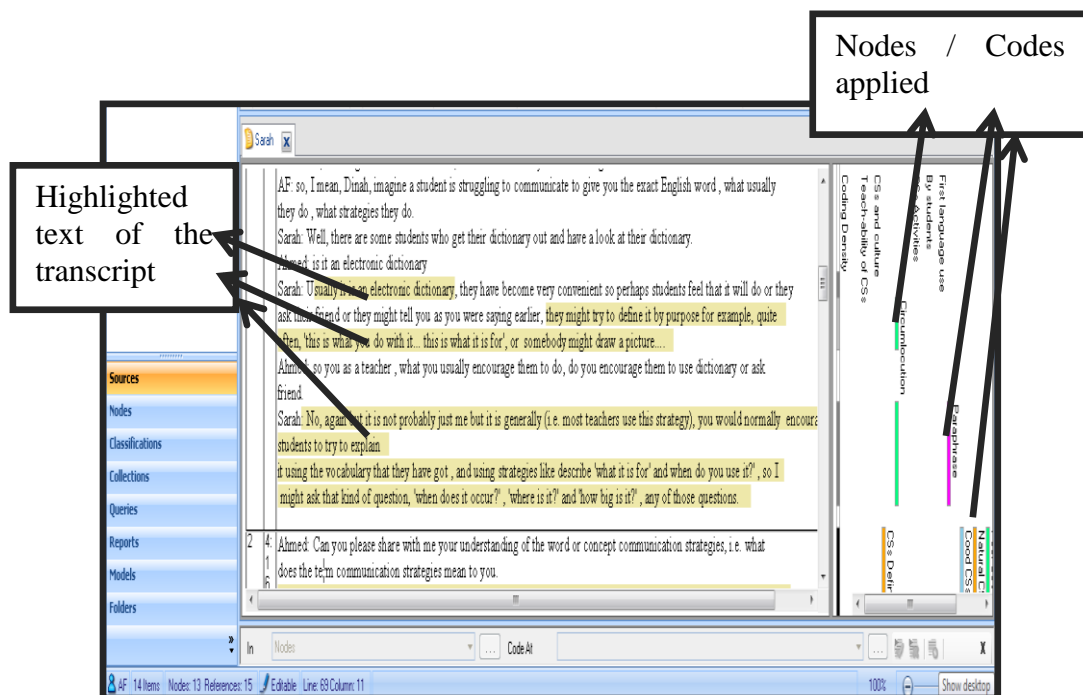 Nodes / Codes
applied
Highlighted
text of the
transcript
Sarah x
AF: so, I mean, Dinah, imagine a student is struggling to communicate to give you the exact English word , what usually
they do , what strategies they do.
Sarah: Well, there are some students who get their dictionary out and have a look at their dictionary.
Ahmed: is it an electronic dictionary
Sarah: Usually it is an electronic dictionary, they have become very convenient so perhaps students feel that it will do or they
ask their friend or they might tell you as you were saying earlier, they might try to define it by purpose for example, quite
often, 'this is what you do with it... this is what it is for', or somebody might draw a picture....
Ahmed: so you as a teacher , what you usually encourage them to do, do you encourage them to use dictionary or ask
friend.
Sarah: No, again but it is not probably just me but it is generally (i.e. most teachers use this strategy), you would normally encoura
students to try to explain
it using the vocabulary that they have got , and using strategies like describe 'what it is for' and when do you use it?' , so I
might ask that kind of question, 'when does it occur?' , 'where is it?' and 'how big is it?' , any of those questions.
2 4:
1
6
Ahmed: Can you please share with me your understanding of the word or concept communication strategies, i.e. what
does the term communication strategies mean to you.
First language use
By students
CSs Activities
CSs and culture
Teach-ability of CSs
Coding Density
Circumlocution
Paraphrase
Natural C
Good CSs
CSs Defin
Sources
Nodes
Classifications
Collections
Queries
Reports
Models
Folders
In Nodes ... Code At ... x
AF 14 Items Nodes: 13 References: 15 Editable Line: 69 Column: 11 100% Show desktop